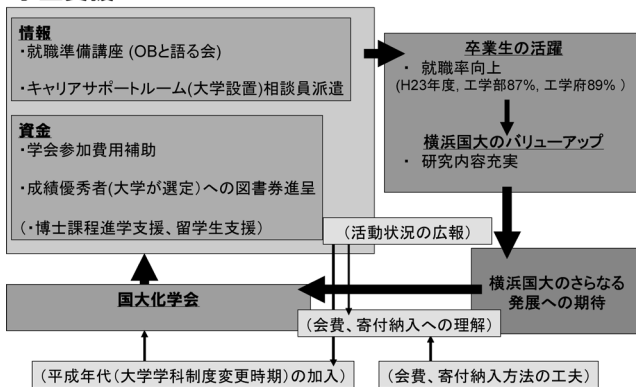 情報
・就職準備講座 (OBと語る会)
・キャリアサポートルーム(大学設置)相談員派遣
資金
・学会参加費用補助
・成績優秀者(大学が選定)への図書券進呈
(・博士課程進学支援、留学生支援)
卒業生の活躍
・ 就職率向上
(H23年度, 工学部87%, 工学府89% )
横浜国大のバリューアップ
・ 研究内容充実
(活動状況の広報)
横浜国大のさらなる
発展への期待
国大化学会
(会費、寄付納入への理解)
(平成年代(大学学科制度変更時期)の加入)
(会費、寄付納入方法の工夫)